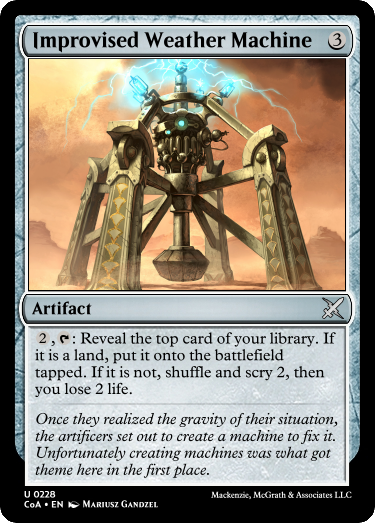 Improvised Weather Machine 3
Artifact
2, T: Reveal the top card of your library. If
it is a land, put it onto the battlefield
tapped. If it is not, shuffle and scry 2, then
you lose 2 life.
Once they realized the gravity of their situation,
the artificers set out to create a machine to fix it.
Unfortunately creating machines was what got
theme here in the first place.
U 0228
CoA • EN Mariusz Gandzel
Mackenzie, McGrath & Associates LLC